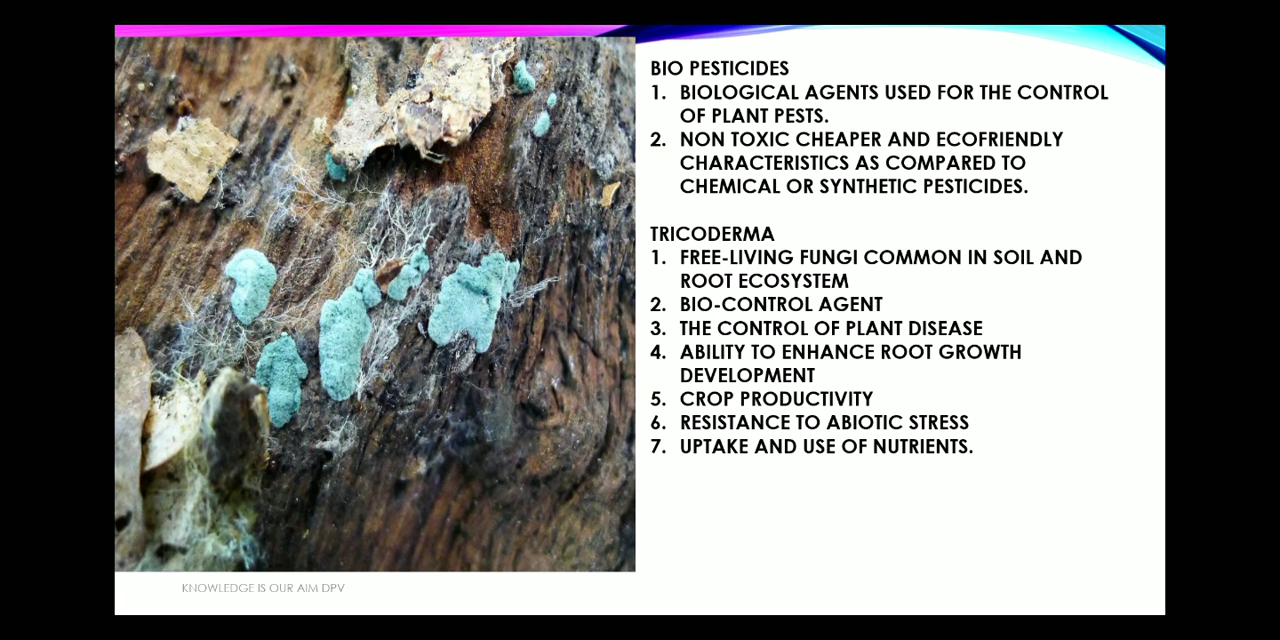 BIO PESTICIDES
1. BIOLOGICAL AGENTS USED FOR THE CONTROL
OF PLANT PESTS.
2. NON TOXIC CHEAPER AND ECOFRIENDLY
CHARACTERISTICS AS COMPARED TO
CHEMICAL OR SYNTHETIC PESTICIDES.
TRICODERMA
1. FREE-LIVING FUNGI COMMON IN SOIL AND
ROOT ECOSYSTEM
2. BIO-CONTROL AGENT
3. THE CONTROL OF PLANT DISEASE
4. ABILITY TO ENHANCE ROOT GROWTH
DEVELOPMENT
5. CROP PRODUCTIVITY
6. RESISTANCE TO ABIOTIC STRESS
7. UPTAKE AND USE OF NUTRIENTS.
KNOWLEDGE IS OUR AIM DPV